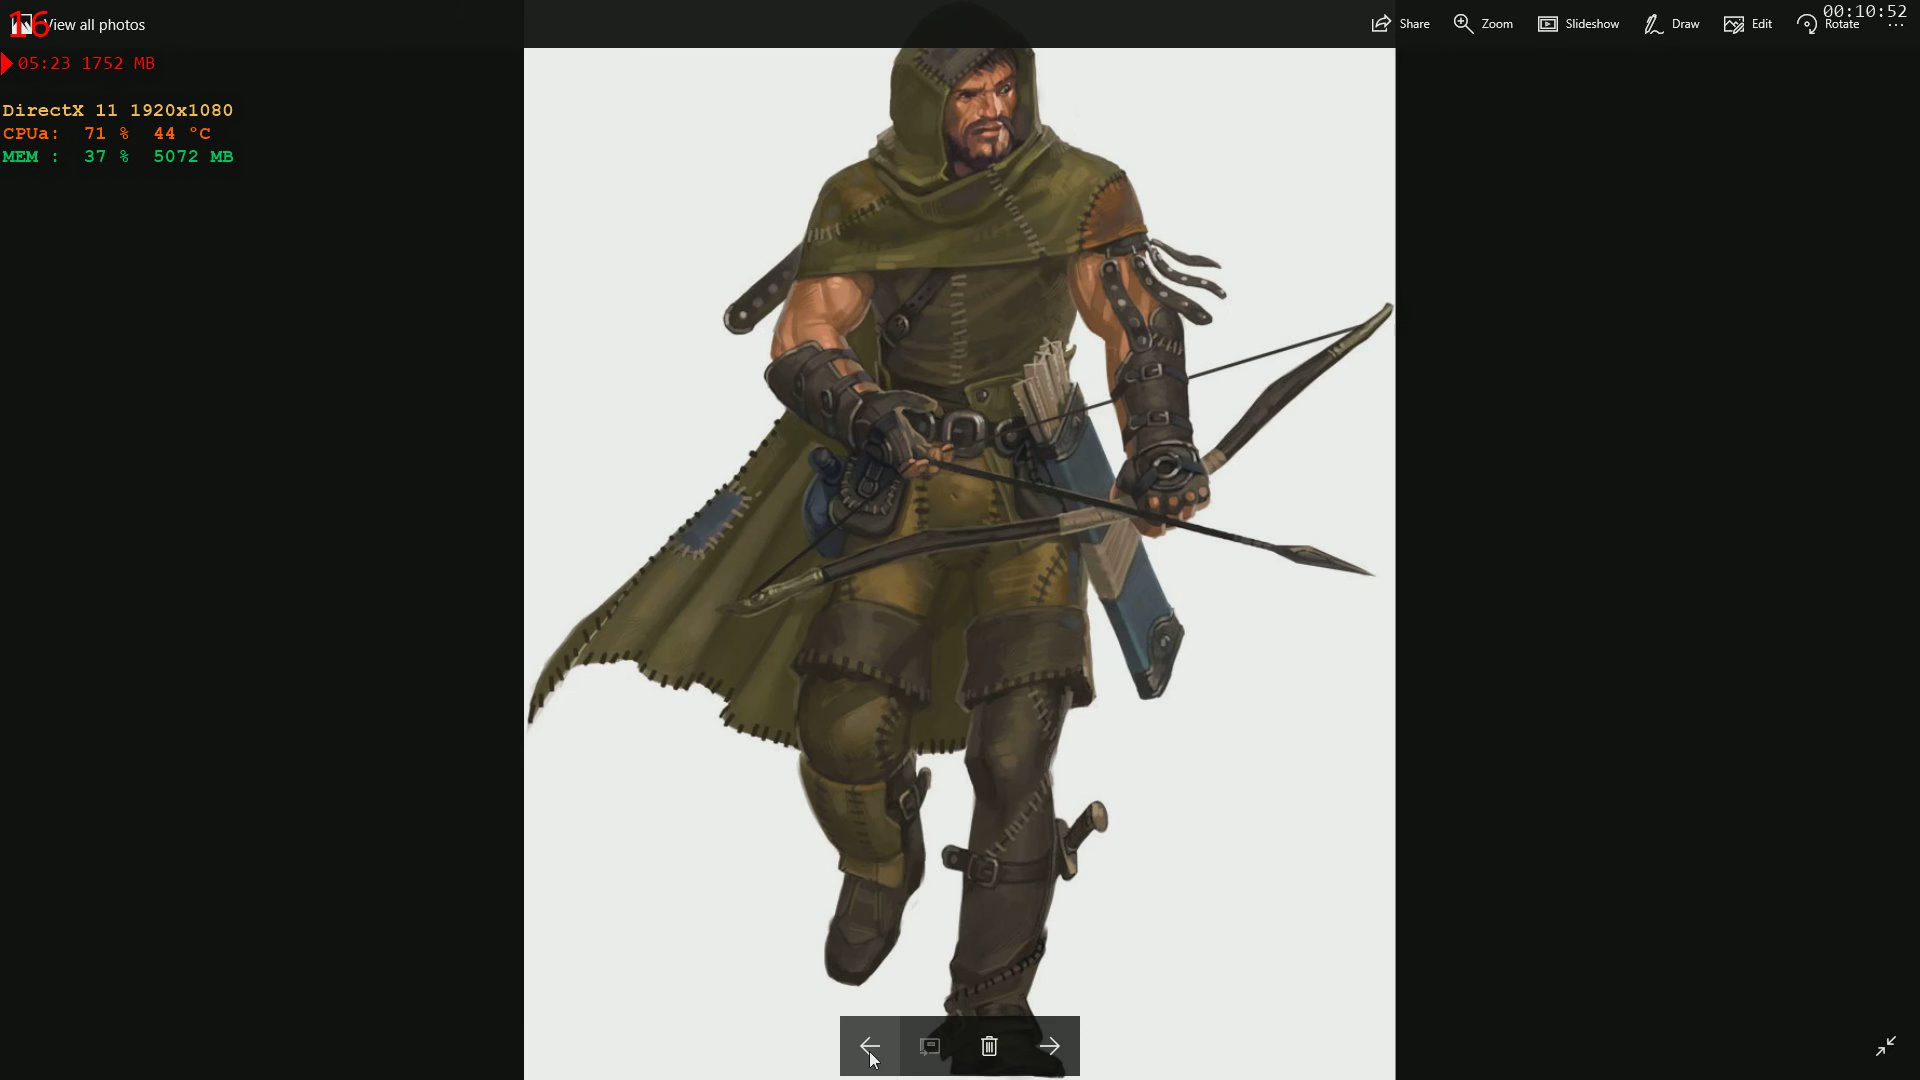 16
View all photos
Share
Zoom
Slideshow
Draw
Edit
Rotate
00:10:52
05:23 1752 MB
DirectX 11 1920x1080
CPUa: 71 % 44 °C
MEM : 37 % 5072 MB